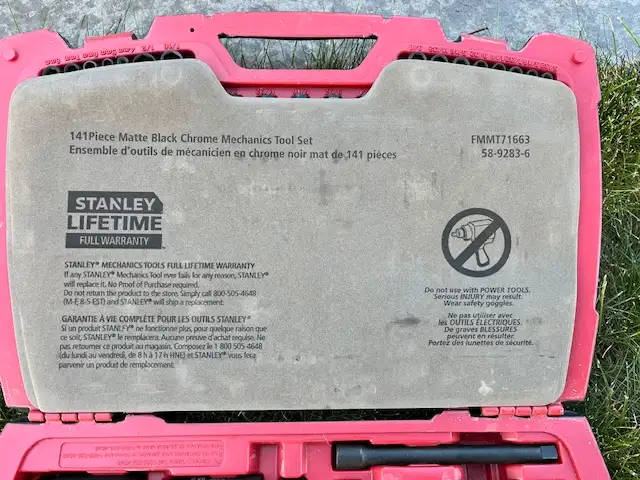 141Piece Matte Black Chrome Mechanics Tool Set
Ensemble d'outils de mécanicien en chrome noir mat de 141 pièces
FMMT71663
58-9283-6
STANLEY
LIFETIME
FULL WARRANTY
STANLEY® MECHANICS TOOLS FULL LIFETIME WARRANTY
If any STANLEY® Mechanics Tool ever fails for any reason, STANLEY®
will replace it. No Proof of Purchase required.
Do not return the product to the store. Simply call 800-505-4648
(M-F, 8-5 EST) and STANLEY® will ship a replacement.
GARANTIE À VIE COMPLÈTE POUR LES OUTILS STANLEY®
Si un produit STANLEY® ne fonctionne plus, pour quelque raison que
ce soit, STANLEY® le remplacera. Aucune preuve d'achat requise. Ne
pas retourner ce produit au magasin. Composez le 1 800 505-4648
(du lundi au vendredi, de 8 h à 17 h HNE) et STANLEY® vous fera
parvenir un produit de remplacement.
Do not use with POWER TOOLS.
Serious INJURY may result.
Wear safety goggles.
Ne pas utiliser avec
les OUTILS ÉLECTRIQUES.
De graves BLESSURES
peuvent en résulter.
Portez des lunettes de sécurité.